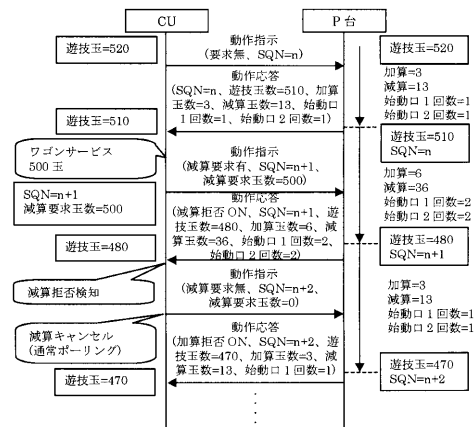 CU
P台
遊技玉=520
動作指示
(要求無、SQN=n)
遊技玉=520
動作応答
(SQN=n、遊技玉数=510、加算
玉数=3、減算玉数=13、始動口
1回数=1、始動口2回数=1)
加算=3
減算=13
始動口1回数=1
始動口2回数=1
遊技玉=510
遊技玉=510
SQN=n
ワゴンサービス
500玉
動作指示
(減算要求有、SQN=n+1、
減算要求玉数=500)
SQN=n+1
減算要求玉数=500
加算=6
減算=36
始動口1回数=2
始動口2回数=2
動作応答
(減算拒否ON、SQN=n+1、遊
技玉数=480、加算玉数=6、減
算玉数=36、始動口1回数=2、
始動口2回数=2)
遊技玉=480
遊技玉=480
SQN=n+1
減算拒否検知
動作指示
(減算要求無、SQN=n+2、
減算要求玉数=0)
加算=3
減算=13
始動口1回数=1
始動口2回数=1
減算キャンセル
(通常ポーリング)
動作応答
(加算拒否ON、SQN=n+2、遊
技玉数=470、加算玉数=3、減
算玉数=13、始動口1回数=1)
遊技玉=470
遊技玉=470
SQN=n+2